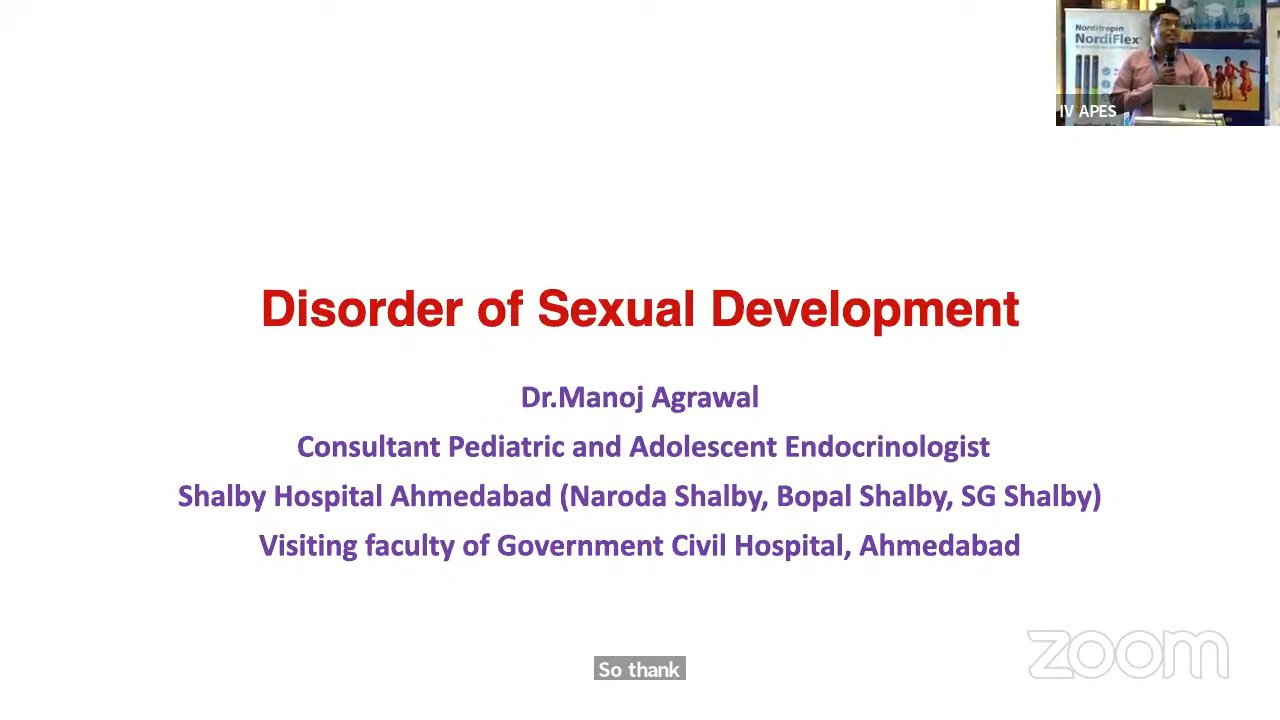 Norditropin
NordiFlex
IV APES
Disorder of Sexual Development
Dr.Manoj Agrawal
Consultant Pediatric and Adolescent Endocrinologist
Shalby Hospital Ahmedabad (Naroda Shalby, Bopal Shalby, SG Shalby)
Visiting faculty of Government Civil Hospital, Ahmedabad
zoom
So thank